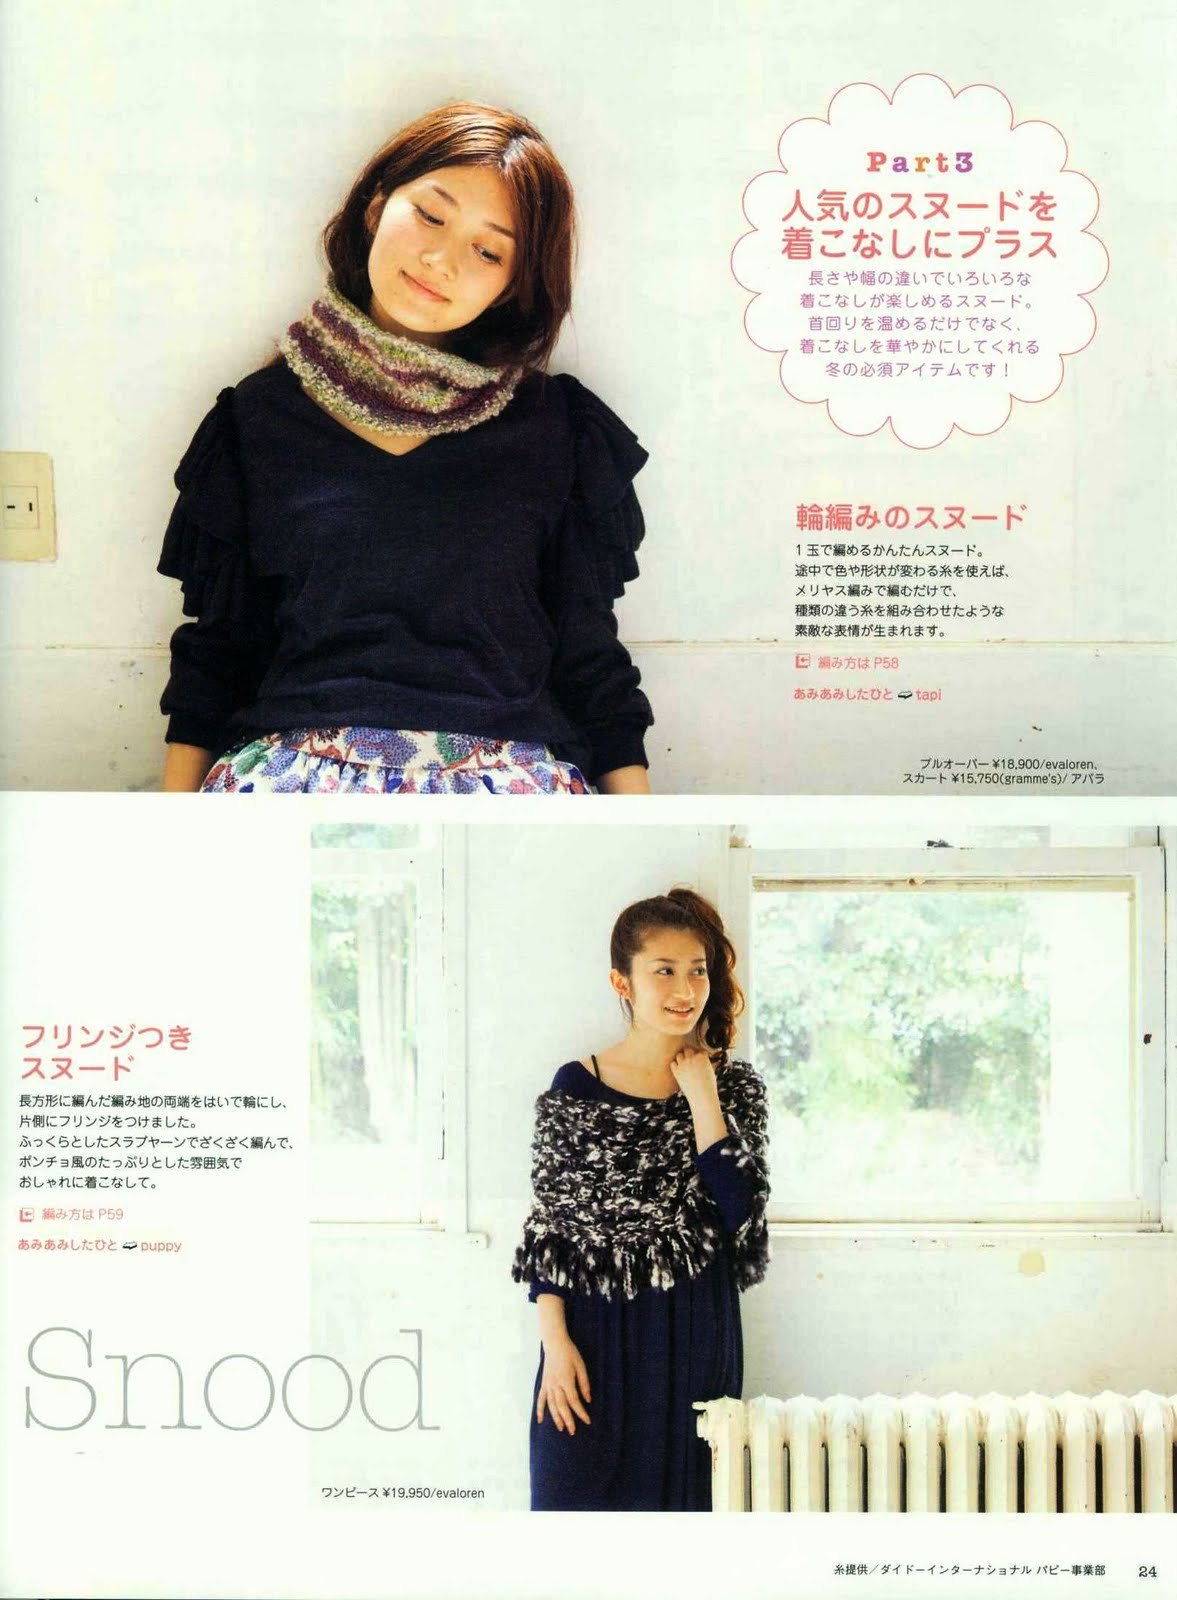 Part3
人気のスヌードを
着こなしにプラス
長さや幅の違いでいろいろな
着こなしが楽しめるスヌード。
首回りを温めるだけでなく、
着こなしを華やかにしてくれる
冬の必須アイテムです！
輪編みのスヌード
1玉で編めるかんたんスヌード。
途中で色や形状が変わる糸を使えば、
メリヤス編みで編むだけで、
種類の違う糸を組み合わせたような
素敵な表情が生まれます。
編み方は P58
あみあみしたひと tapi
プルオーバー ¥18,900/evaloren、
スカート ¥15,750(gramme's)/ アパラ
フリンジつき
スヌード
長方形に編んだ編み地の両端をはいで輪にし、
片側にフリンジをつけました。
ふっくらとしたスラブヤーンでざくざく編んで、
ポンチョ風のたっぷりとした雰囲気で
おしゃれに着こなして。
編み方は P59
あみあみしたひと puppy
Snood
ワンピース ¥19,950/evaloren
糸提供／ダイドーインターナショナル パピー事業部 24